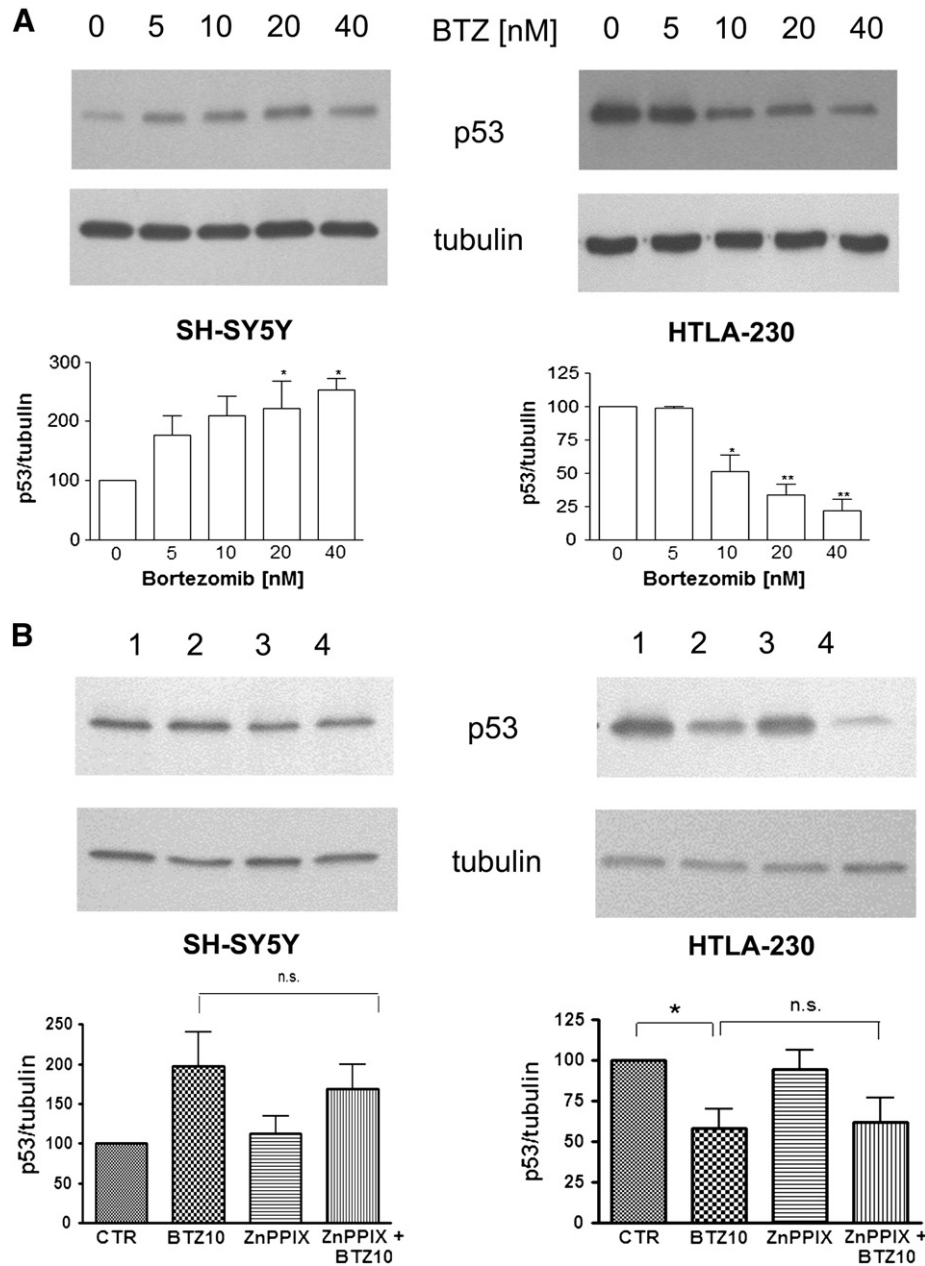 A 0 5 10 20 40 BTZ [nM] 0 5 10 20 40
p53
tubulin
SH-SY5Y HTLA-230
300
200
100
0
p53/tubulin
* *
0 5 10 20 40
Bortezomib [nM]
125
100
75
50
25
0
p53/tubulin
* ** **
0 5 10 20 40
Bortezomib [nM]
B 1 2 3 4 1 2 3 4
p53
tubulin
SH-SY5Y HTLA-230
n.s.
250
200
150
100
50
0
p53/tubulin
CTR BTZ10 ZnPPIX ZnPPIX +
BTZ10
* n.s.
125
100
75
50
25
0
p53/tubulin
CTR BTZ10 ZnPPIX ZnPPIX +
BTZ10